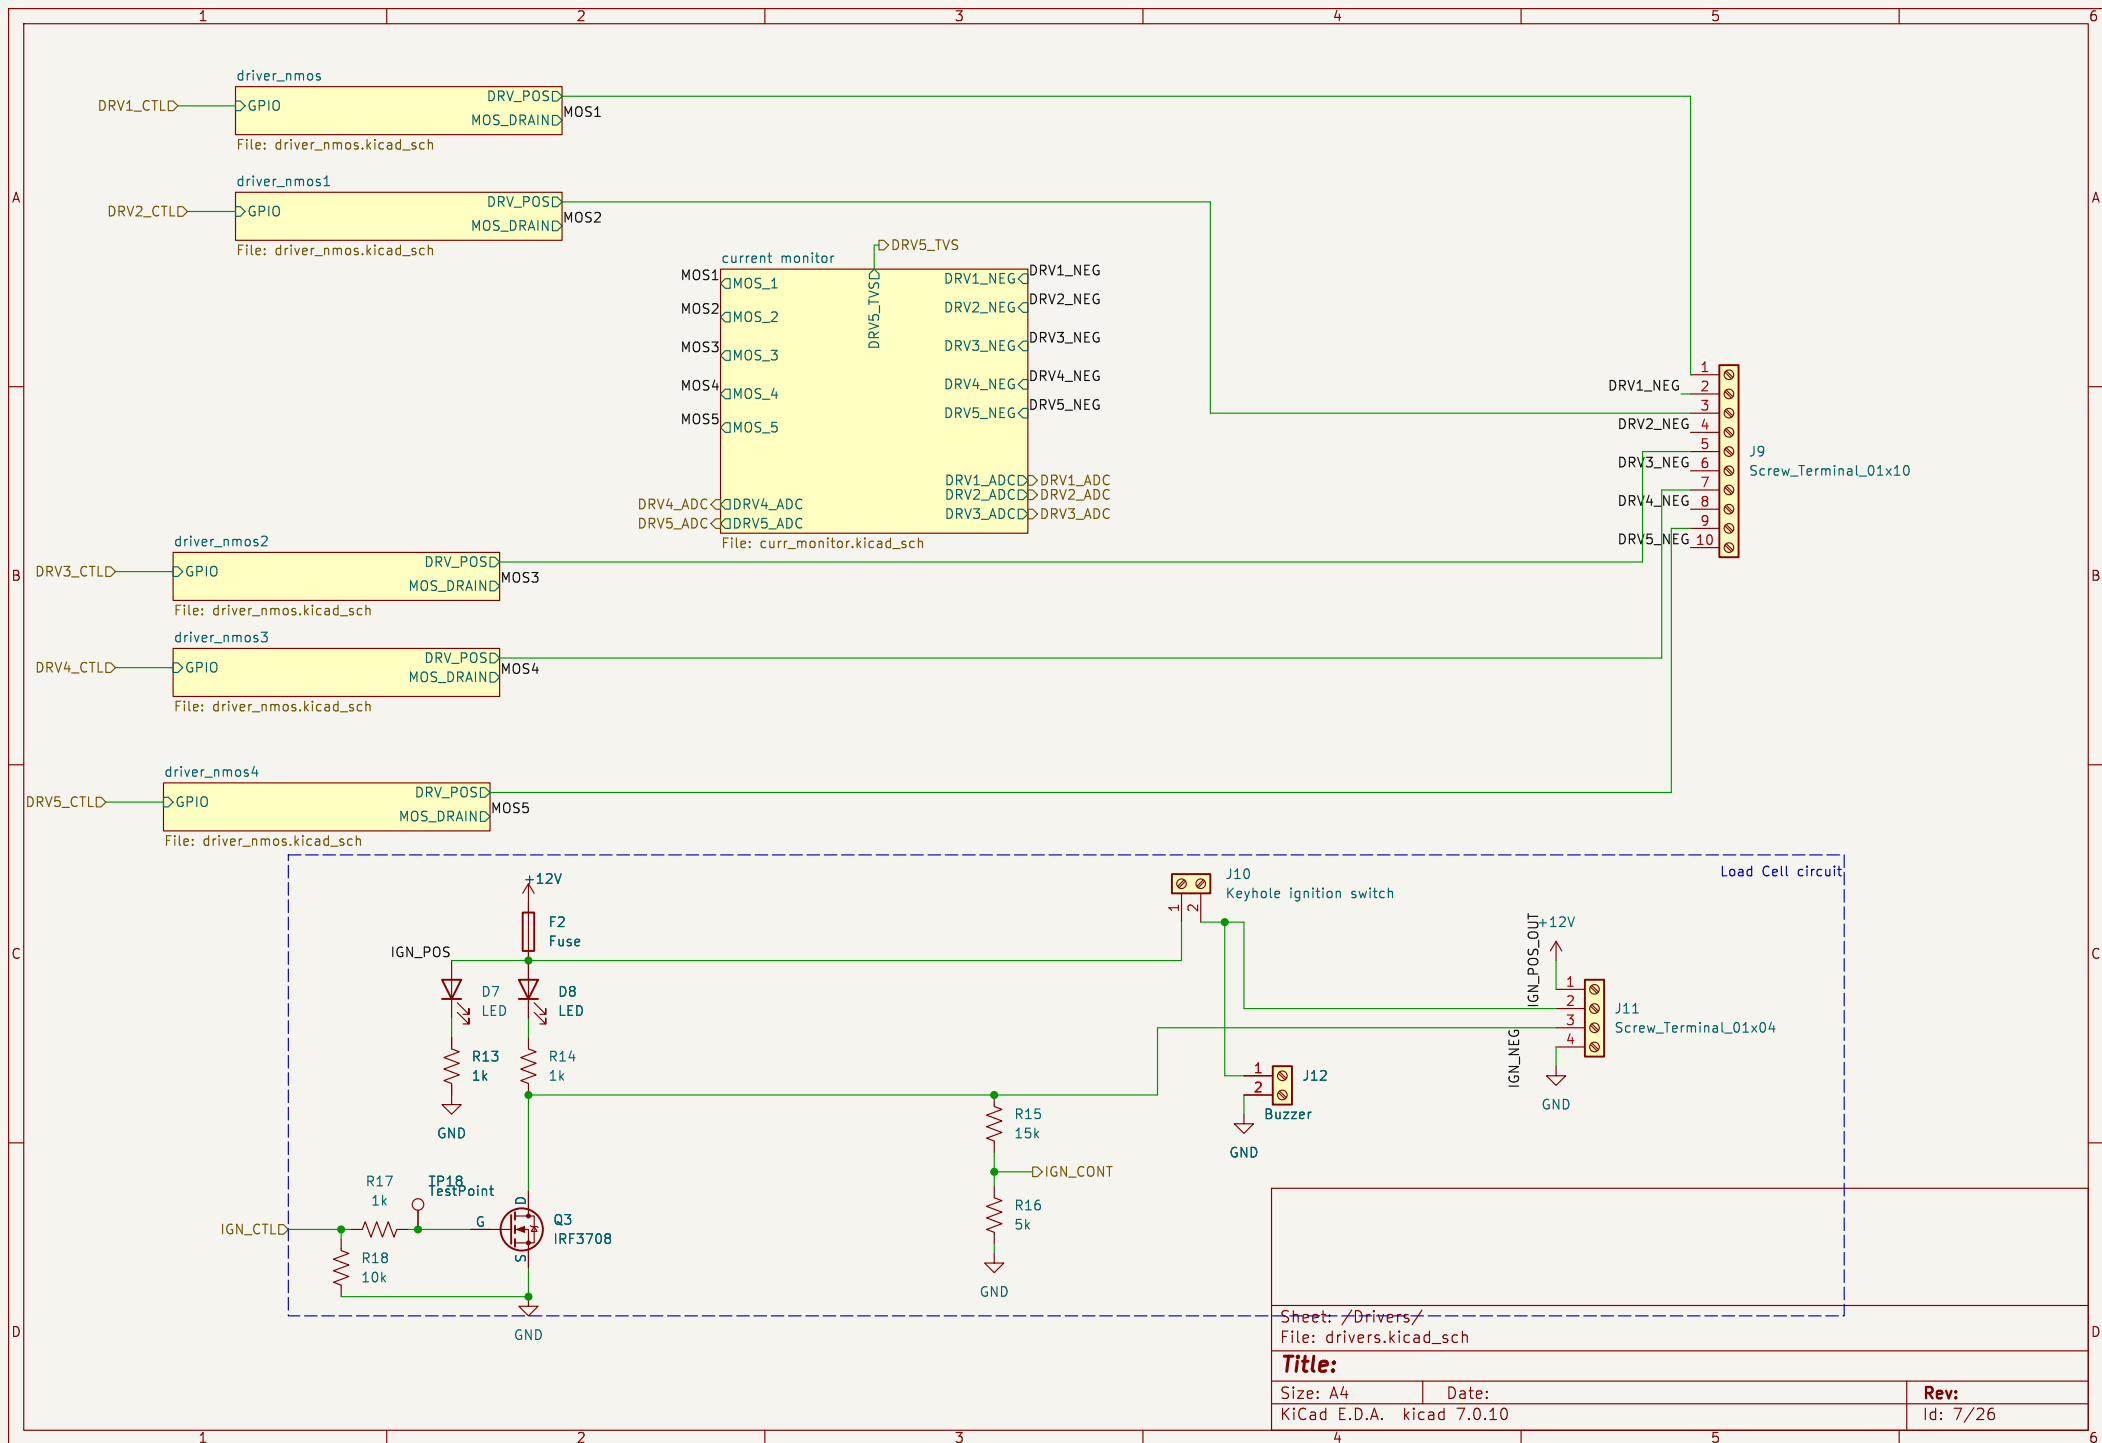 1 2 3 4 5 6
driver_nmos
DRV1_CTL
GPIO
DRV_POS
MOS_DRAIN
MOS1
File: driver_nmos.kicad_sch
driver_nmos1
A
A
DRV2_CTL
GPIO
DRV_POS
MOS_DRAIN
MOS2
File: driver_nmos.kicad_sch
DRV5_TVS
current monitor
MOS1
MOS_1
MOS2
MOS_2
MOS3
MOS_3
MOS4
MOS_4
MOS5
MOS_5
DRV5_TVS
DRV1_NEG
DRV1_NEG
DRV2_NEG
DRV2_NEG
DRV3_NEG
DRV3_NEG
DRV4_NEG
DRV4_NEG
DRV5_NEG
DRV5_NEG
DRV4_ADC
DRV4_ADC
DRV5_ADC
DRV5_ADC
DRV1_ADC
DRV1_ADC
DRV2_ADC
DRV2_ADC
DRV3_ADC
DRV3_ADC
File: curr_monitor.kicad_sch
1
DRV1_NEG 2
3
DRV2_NEG 4
5
DRV3_NEG 6
7
DRV4_NEG 8
9
DRV5_NEG 10
J9
Screw_Terminal_01x10
driver_nmos2
B
B
DRV3_CTL
GPIO
DRV_POS
MOS_DRAIN
MOS3
File: driver_nmos.kicad_sch
driver_nmos3
DRV4_CTL
GPIO
DRV_POS
MOS_DRAIN
MOS4
File: driver_nmos.kicad_sch
driver_nmos4
DRV5_CTL
GPIO
DRV_POS
MOS_DRAIN
MOS5
File: driver_nmos.kicad_sch
Load Cell circuit
+12V
F2
Fuse
IGN_POS
D7
LED
D8
LED
R13
1k
R14
1k
GND
J10
Keyhole ignition switch
1
2
C
C
+12V
IGN_POS_OUT
1
2
3
4
J11
Screw_Terminal_01x04
IGN_NEG
GND
1
2
J12
Buzzer
GND
R15
15k
IGN_CONT
R16
5k
GND
R17
1k
TP18
TestPoint
IGN_CTL
G
D
S
Q3
IRF3708
R18
10k
GND
D
D
Sheet: /Drivers/
File: drivers.kicad_sch
Title:
Size: A4
Date:
Rev:
KiCad E.D.A. kicad 7.0.10
Id: 7/26
1 2 3 4 5 6